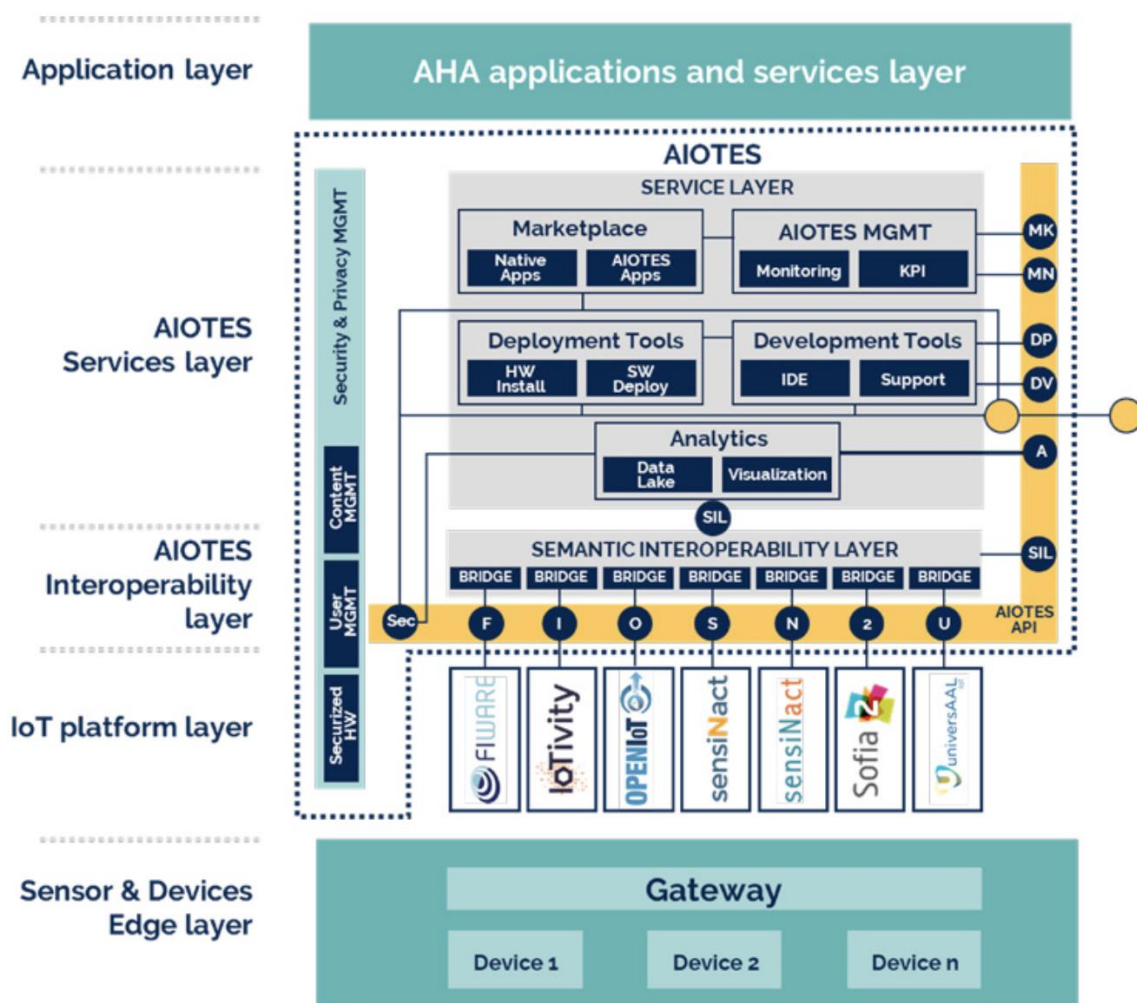 Application layer
AHA applications and services layer
AIOTES
Services layer
AIOTES
SERVICE LAYER
Security & Privacy MGMT
Marketplace
Native
Apps
AIOTES
Apps
AIOTES MGMT
Monitoring
KPI
MK
MN
Deployment Tools
HW
Install
SW
Deploy
Development Tools
IDE
Support
DP
DV
Analytics
Data
Lake
Visualization
A
Content
MGMT
SIL
AIOTES
Interoperability
layer
SEMANTIC INTEROPERABILITY LAYER
SIL
BRIDGE
BRIDGE
BRIDGE
BRIDGE
BRIDGE
BRIDGE
BRIDGE
User
MGMT
Sec
F
I
O
S
N
2
U
AIOTES
API
IoT platform layer
Securized
HW
FIWARE
IoTivity
OPENIoT
sensiNact
sensiNact
Sofia2
universAAL
IoT
Sensor & Devices
Edge layer
Gateway
Device 1
Device 2
Device n